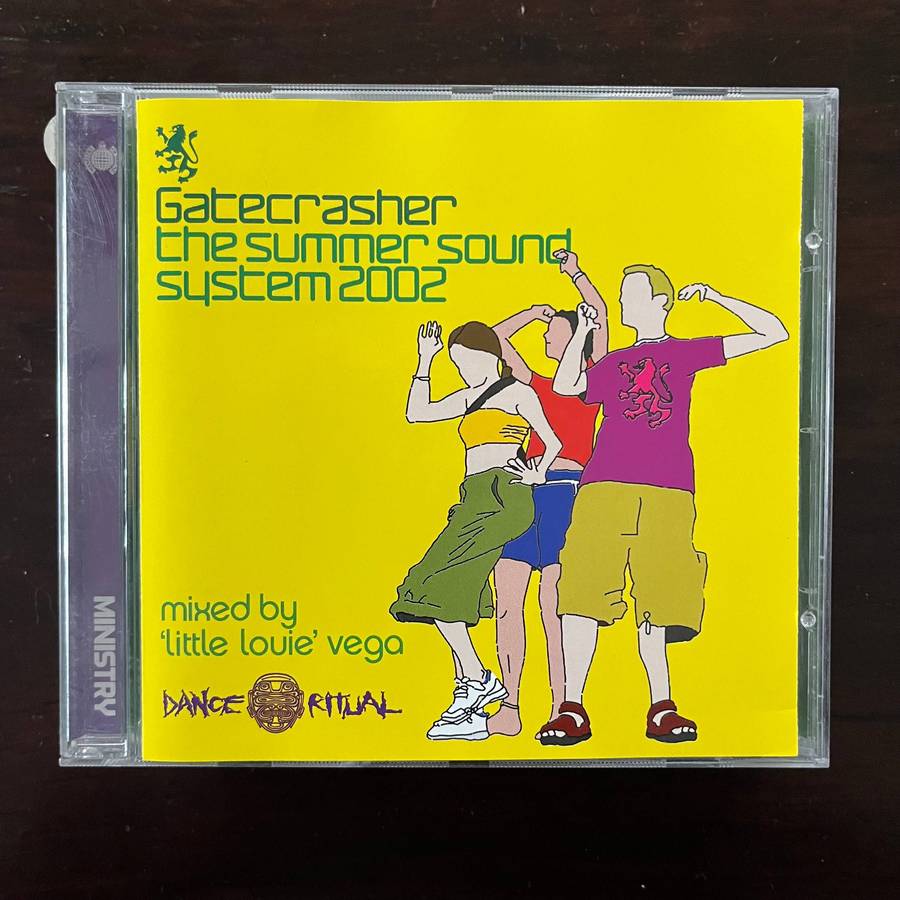 Gatecrasher
the summer sound
system 2002
mixed by
'little louie' vega
DANCE RITUAL
MINISTRY